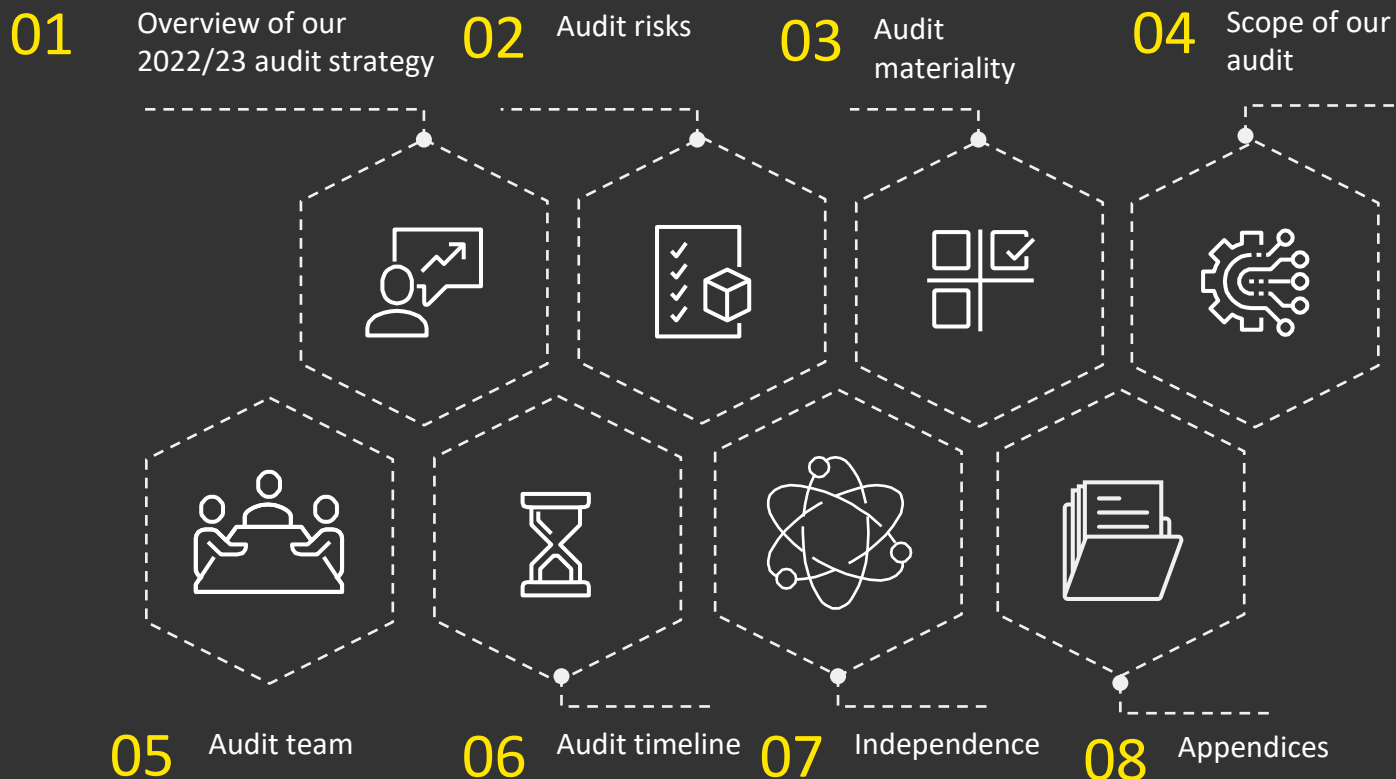 01
Overview of our
2022/23 audit strategy
02
Audit risks
03
Audit
materiality
04
Scope of our
audit
05
Audit team
06
Audit timeline
07
Independence
08
Appendices